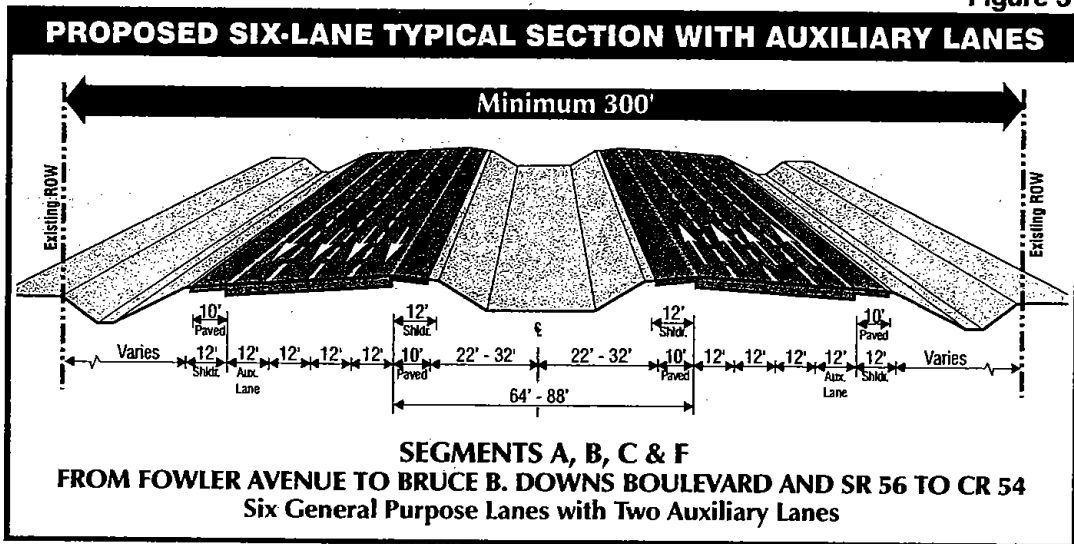 Figure 3
PROPOSED SIX-LANE TYPICAL SECTION WITH AUXILIARY LANES
Minimum 300'
Existing ROW
Existing ROW
10'
Paved
12'
Shldr.
℄
12'
Shldr.
10'
Paved
Varies
12'
Shldr.
12'
Aux.
Lane
12'
12'
12'
10'
Paved
22' - 32'
22' - 32'
10'
Paved
12'
12'
12'
12'
Aux.
Lane
12'
Shldr.
Varies
64' - 88'
SEGMENTS A, B, C & F
FROM FOWLER AVENUE TO BRUCE B. DOWNS BOULEVARD AND SR 56 TO CR 54
Six General Purpose Lanes with Two Auxiliary Lanes